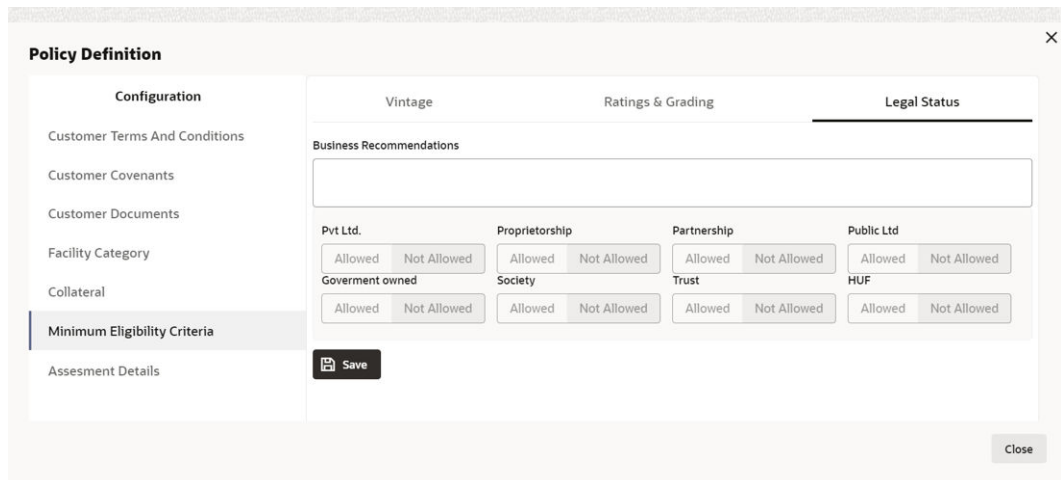 Policy Definition
Configuration
Customer Terms And Conditions
Customer Covenants
Customer Documents
Facility Category
Collateral
Minimum Eligibility Criteria
Assesment Details
Vintage Ratings & Grading Legal Status
Business Recommendations
Pvt Ltd. Proprietorship Partnership Public Ltd
Allowed Not Allowed Allowed Not Allowed Allowed Not Allowed Allowed Not Allowed
Goverment owned Society Trust HUF
Allowed Not Allowed Allowed Not Allowed Allowed Not Allowed Allowed Not Allowed
Save
Close